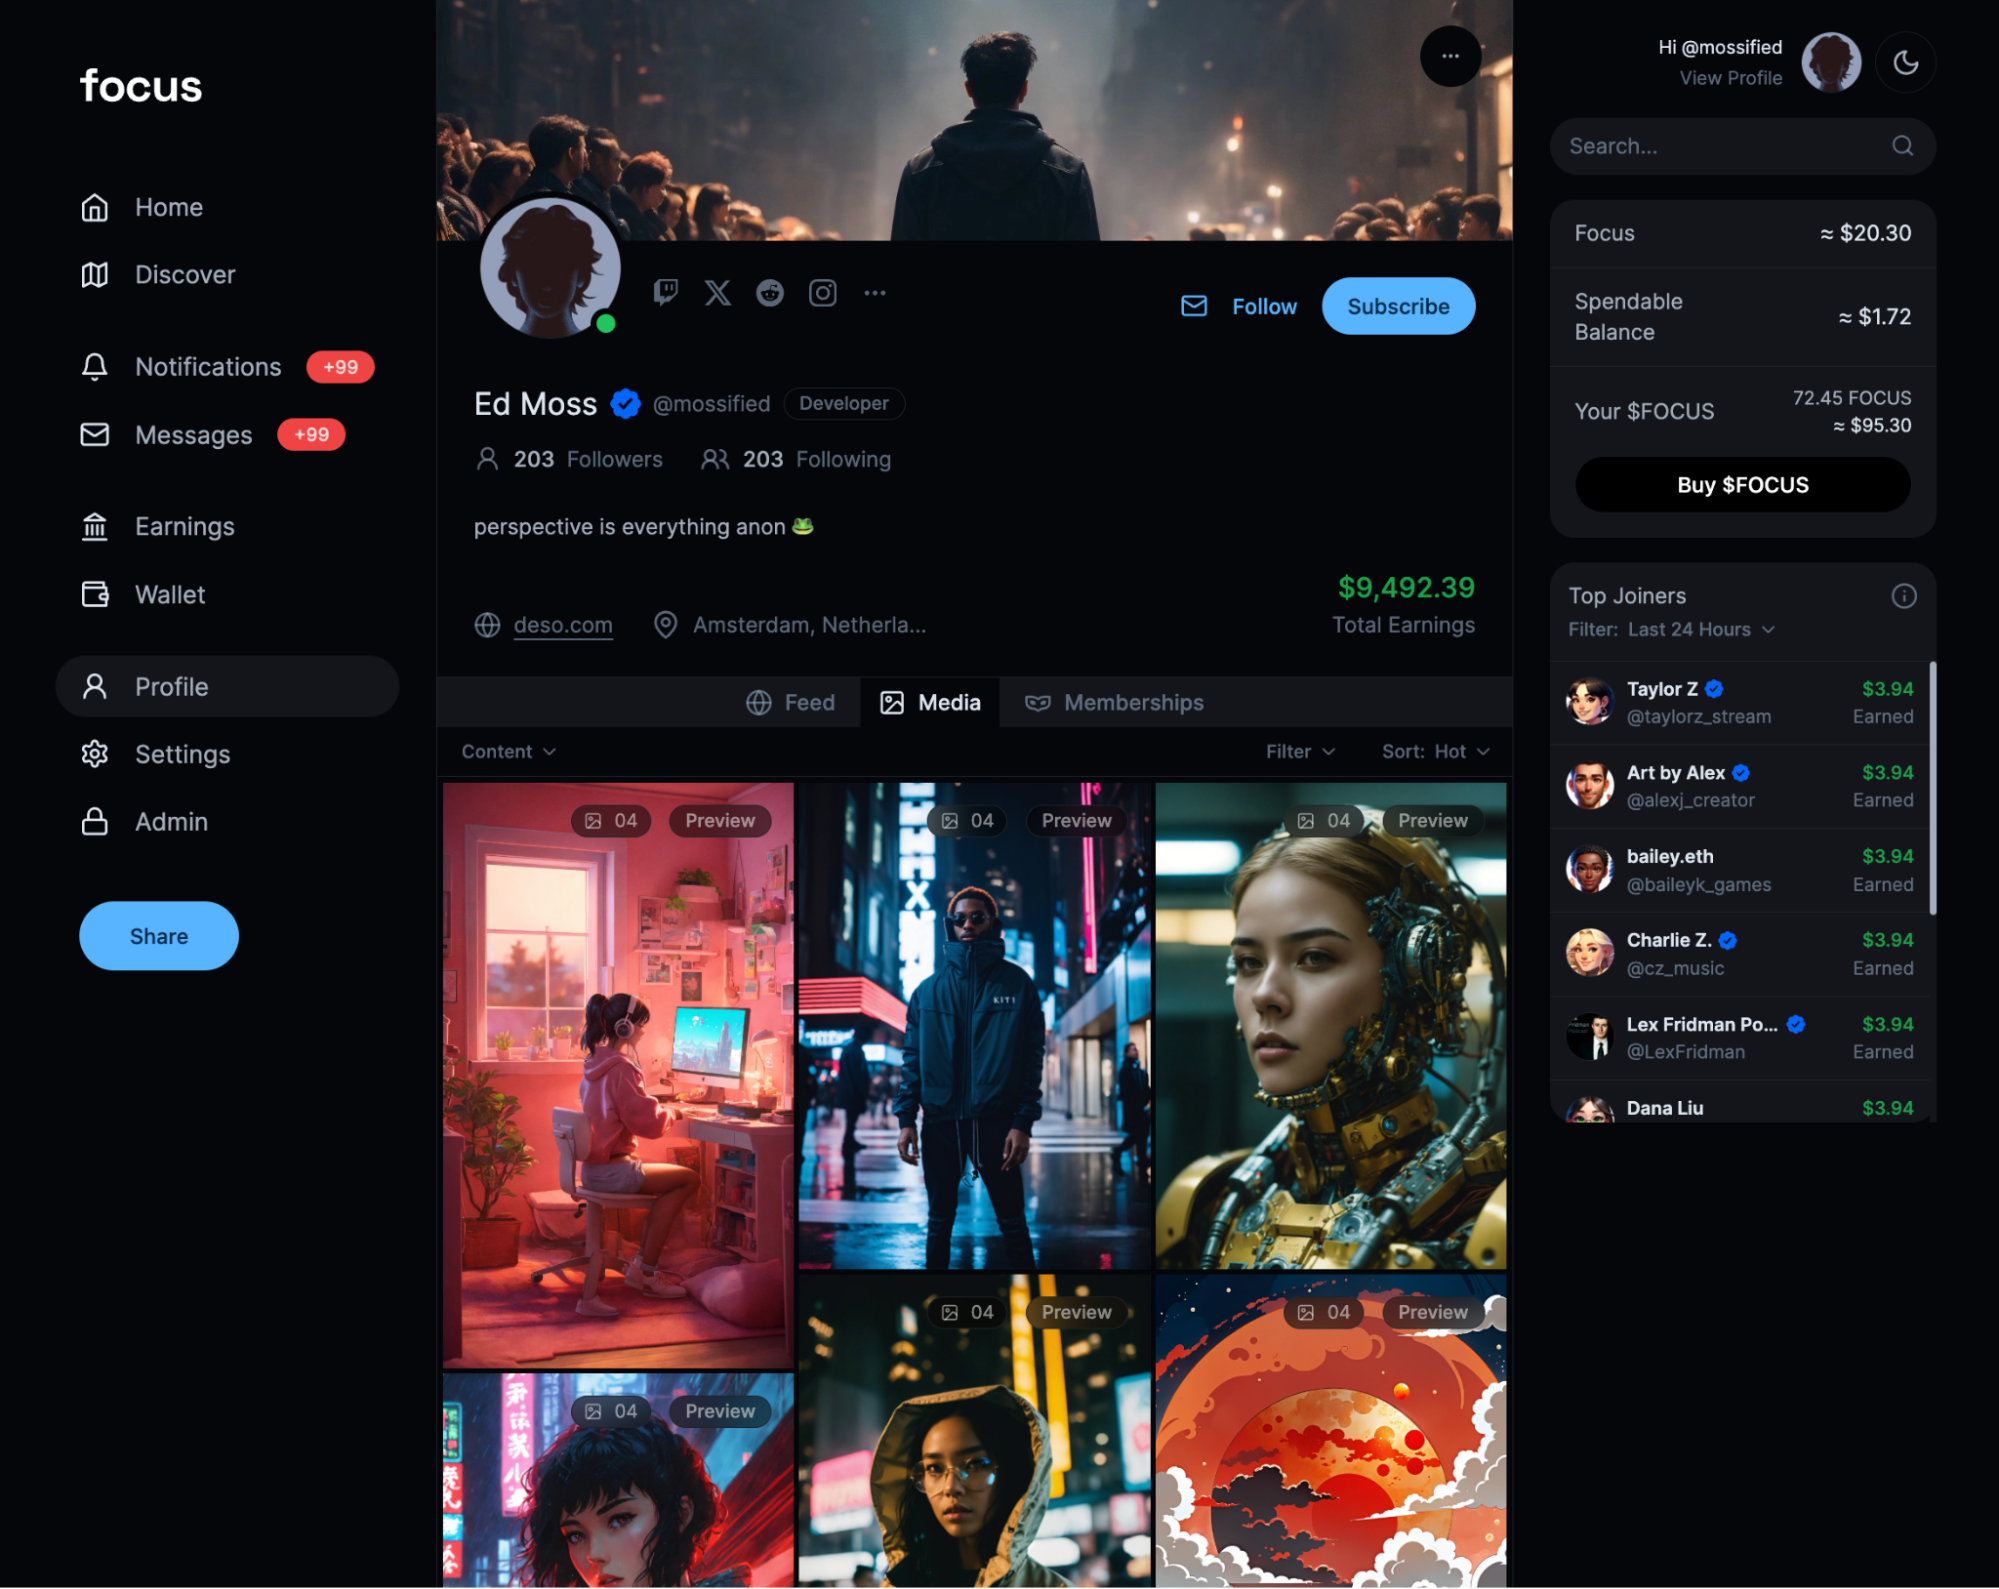 focus
Home
Discover
Notifications +99
Messages +99
Earnings
Wallet
Profile
Settings
Admin
Share
Follow
Subscribe
Ed Moss @mossified Developer
203 Followers 203 Following
perspective is everything anon 🐸
$9,492.39
Total Earnings
deso.com Amsterdam, Netherla...
Feed Media Memberships
Content Filter Sort: Hot
04 Preview
04 Preview
04 Preview
KITI
04 Preview
04 Preview
04 Preview
Hi @mossified
View Profile
Search...
Focus ≈ $20.30
Spendable
Balance
≈ $1.72
Your $FOCUS
72.45 FOCUS
≈ $95.30
Buy $FOCUS
Top Joiners
Filter: Last 24 Hours
Taylor Z $3.94
@taylorz_stream Earned
Art by Alex $3.94
@alexj_creator Earned
bailey.eth $3.94
@baileyk_games Earned
Charlie Z. $3.94
@cz_music Earned
Lex Fridman Po... $3.94
@LexFridman Earned
Dana Liu $3.94